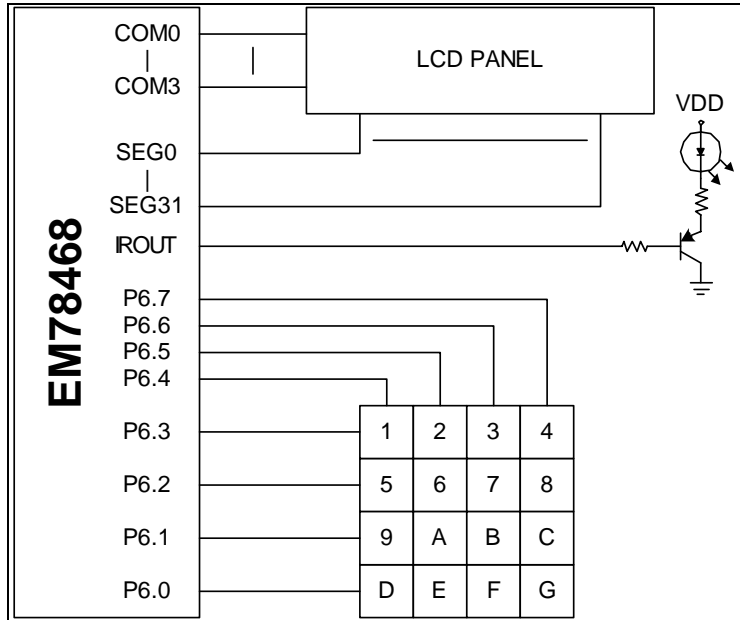 COM0
COM3
LCD PANEL
VDD
SEG0
SEG31
IROUT
EM78468
P6.7
P6.6
P6.5
P6.4
P6.3
1 2 3 4
P6.2
5 6 7 8
P6.1
9 A B C
P6.0
D E F G